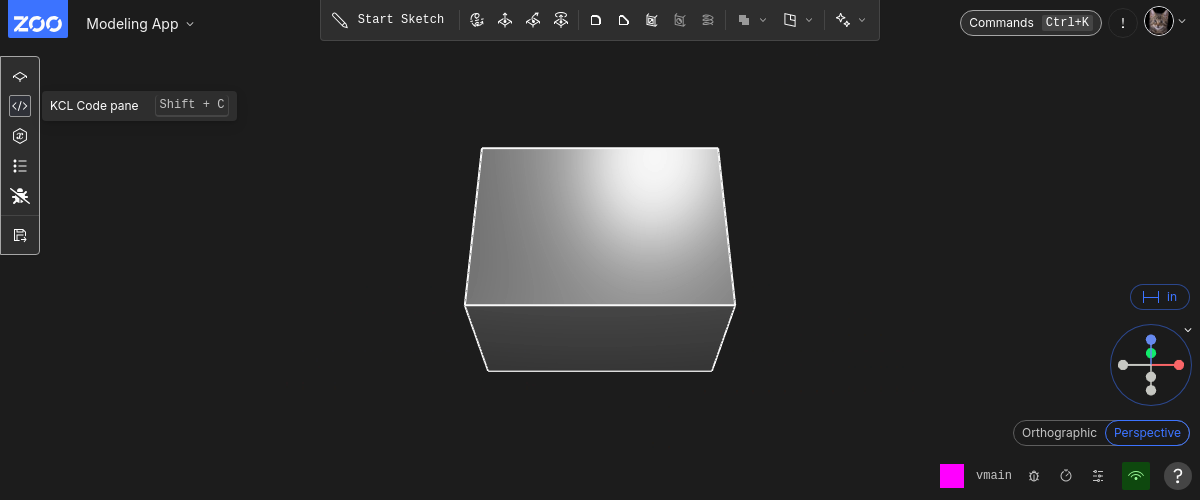 ZOO
Modeling App
Start Sketch
Commands Ctrl+K
!
KCL Code pane Shift + C
in
Orthographic Perspective
vmain
?